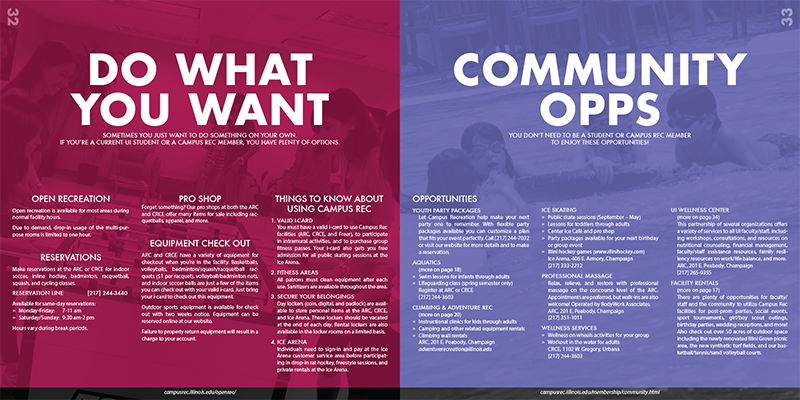 32
DO WHAT
YOU WANT
SOMETIMES YOU JUST WANT TO DO SOMETHING ON YOUR OWN.
IF YOU'RE A CURRENT UI STUDENT OR A CAMPUS REC MEMBER, YOU HAVE PLENTY OF OPTIONS.
OPEN RECREATION
Open recreation is available for most areas during
normal facility hours.
Due to demand, drop-in usage of the multi-pur-
pose rooms is limited to one hour.
RESERVATIONS
Make reservations at the ARC or CRCE for indoor
soccer, inline hockey, badminton, racquetball,
squash, and cycling classes.
RESERVATION LINE (217) 244-3440
Available for same-day reservations:
» Monday-Friday: 7-11 am
» Saturday/Sunday: 9:30 am-2 pm
Hours vary during break periods.
PRO SHOP
Forget something? Our pro shops at both the ARC
and CRCE offer many items for sale including rac-
quetballs, apparel, and more.
EQUIPMENT CHECK OUT
ARC and CRCE have a variety of equipment for
checkout when you're in the facility. Basketballs,
volleyballs, badminton/squash/racquetball rac-
quets ($1 per racquet), volleyball/badminton nets,
and indoor soccer balls are just a few of the items
you can check out with your valid i-card. Just bring
your i-card to check out this equipment.
Outdoor sports equipment is available for check
out with two weeks notice. Equipment can be
reserved online at our website.
Failure to properly return equipment will result in a
charge to your account.
THINGS TO KNOW ABOUT
USING CAMPUS REC
1. VALID I-CARD
You must have a valid i-card to use Campus Rec
facilities (ARC, CRCE, and Freer), to participate
in intramural activities, and to purchase group
fitness passes. Your i-card also gets you free
admission for all public skating sessions at the
Ice Arena.
2. FITNESS AREAS
All patrons must clean equipment after each
use. Sanitizers are available throughout the area.
3. SECURE YOUR BELONGINGS
Day lockers (coin, digital, and padlock) are avail-
able to store personal items at the ARC, CRCE,
and Ice Arena. These lockers should be vacated
at the end of each day. Rental lockers are also
available in the locker rooms on a limited basis.
4. ICE ARENA
Individuals need to sign-in and pay at the Ice
Arena customer service area before participat-
ing in drop-in rat hockey, freestyle sessions, and
private rentals at the Ice Arena.
campusrec.illinois.edu/openrec/
33
COMMUNITY
OPPS
YOU DON'T NEED TO BE A STUDENT OR CAMPUS REC MEMBER
TO ENJOY THESE OPPORTUNITIES!
OPPORTUNITIES
YOUTH PARTY PACKAGES
Let Campus Recreation help make your next
party one to remember. With flexible party
packages available you can customize a plan
that fits your event perfectly. Call (217) 244-7032
or visit our website for more details and to make
a reservation.
AQUATICS
(more on page 18)
» Swim lessons for infants through adults
» Lifeguarding class (spring semester only)
Register at ARC or CRCE
(217) 244-3603
CLIMBING & ADVENTURE REC
(more on page 20)
» Instructional clinics for kids through adults
» Camping and other related equipment rentals
» Climbing wall rentals
ARC, 201 E. Peabody, Champaign
adventurerecreation@illinois.edu
ICE SKATING
» Public skate sessions (September – May)
» Lessons for toddlers through adults
» Center Ice Café and pro shop
» Party packages available for your next birthday
or group event
» Illini hockey games (www.illinihockey.com)
Ice Arena, 406 E. Armory, Champaign
(217) 333-2212
PROFESSIONAL MASSAGE
Relax, relieve, and restore with professional
massage on the concourse level of the ARC.
Appointments are preferred, but walk-ins are also
welcome! Operated by BodyWork Associates.
ARC, 201 E. Peabody, Champaign
(217) 351-1011
WELLNESS SERVICES
» Wellness on wheels activities for your group
» Workout in the water for adults
CRCE, 1102 W. Gregory, Urbana
(217) 244-3603
UI WELLNESS CENTER
(more on page 34)
This partnership of several organizations offers
a variety of services to all UI faculty/staff, includ-
ing workshops, consultations, and resources on
nutritional counseling, financial management,
faculty/staff assistance resources, family resil-
iency resources on work/life balance, and more.
ARC, 201 E. Peabody, Champaign
(217) 265-9355
FACILITY RENTALS
(more on page 17)
There are plenty of opportunities for faculty/
staff and the community to utilize Campus Rec
facilities for post-prom parties, social events,
sport tournaments, girl/boy scout outings,
birthday parties, wedding receptions, and more!
Also check out over 50 acres of outdoor space
including the newly renovated Illini Grove picnic
area, the new synthetic turf fields, and our bas-
ketball/tennis/sand volleyball courts.
campusrec.illinois.edu/membership/community.html